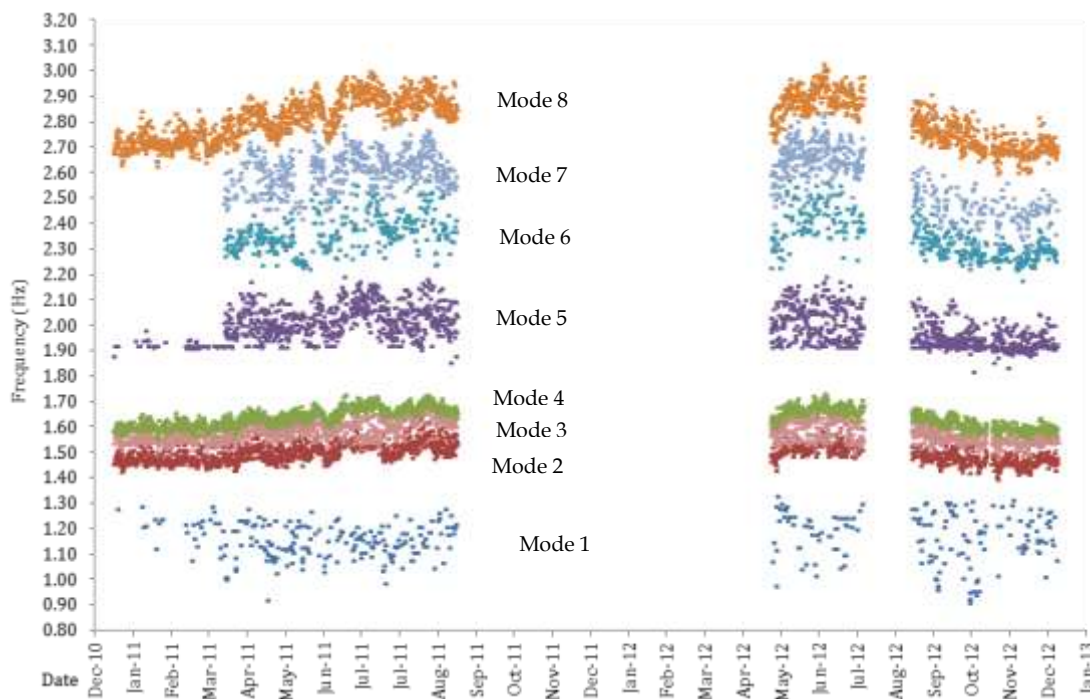 3.20
3.10
3.00
2.90
2.80
2.70
2.60
2.50
2.40
2.30
2.20
2.10
2.00
1.90
1.80
1.70
1.60
1.50
1.40
1.30
1.20
1.10
1.00
0.90
0.80
Frequency (Hz)
Mode 8
Mode 7
Mode 6
Mode 5
Mode 4
Mode 3
Mode 2
Mode 1
Date
Dec-10
Jan-11
Feb-11
Mar-11
Apr-11
May-11
Jun-11
Jul-11
Jul-11
Aug-11
Sep-11
Oct-11
Nov-11
Dec-11
Jan-12
Feb-12
Mar-12
Apr-12
May-12
Jun-12
Jul-12
Aug-12
Sep-12
Oct-12
Nov-12
Dec-12